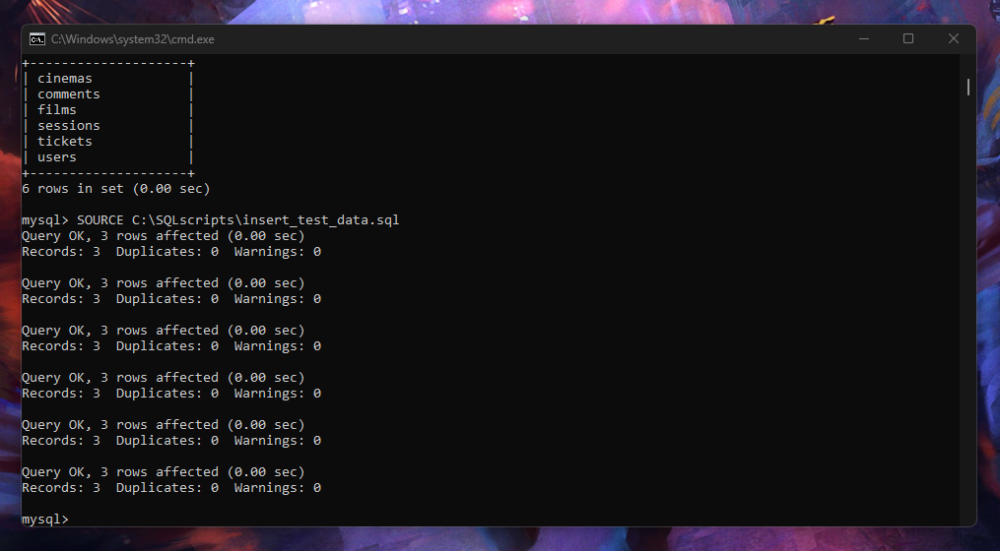 C:\Windows\system32\cmd.exe
+--------------------+
| cinemas            |
| comments           |
| films              |
| sessions           |
| tickets            |
| users              |
+--------------------+
6 rows in set (0.00 sec)
mysql> SOURCE C:\SQLscripts\insert_test_data.sql
Query OK, 3 rows affected (0.00 sec)
Records: 3  Duplicates: 0  Warnings: 0
Query OK, 3 rows affected (0.00 sec)
Records: 3  Duplicates: 0  Warnings: 0
Query OK, 3 rows affected (0.00 sec)
Records: 3  Duplicates: 0  Warnings: 0
Query OK, 3 rows affected (0.00 sec)
Records: 3  Duplicates: 0  Warnings: 0
Query OK, 3 rows affected (0.00 sec)
Records: 3  Duplicates: 0  Warnings: 0
Query OK, 3 rows affected (0.00 sec)
Records: 3  Duplicates: 0  Warnings: 0
mysql>